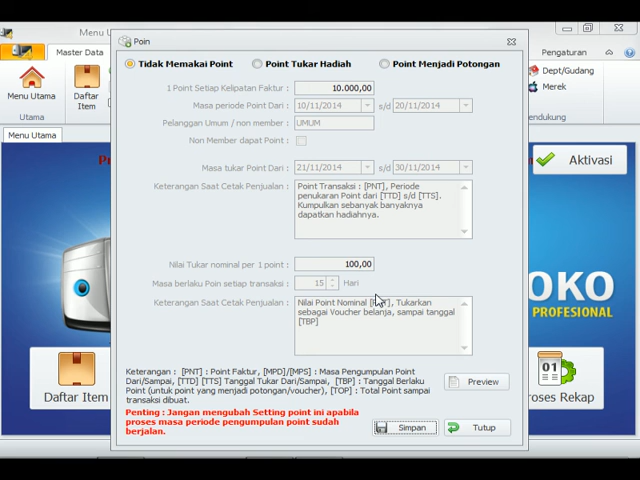 Menu U
Poin
Master Data
Pengaturan
Tidak Memakai Point
Point Tukar Hadiah
Point Menjadi Potongan
Menu Utama
Daftar
Item
Utama
Dept/Gudang
Merek
Menu Utama
1 Point Setiap Kelipatan Faktur :
10.000,00
Masa periode Point Dari :
10/11/2014
s/d
20/11/2014
Pelanggan Umum / non member :
UMUM
Non Member dapat Point :
Aktivasi
Masa tukar Point Dari :
21/11/2014
s/d
30/11/2014
Keterangan Saat Cetak Penjualan :
Point Transaksi : [PNT], Periode
penukaran Point dari [TTD] s/d [TTS].
Kumpulkan sebanyak banyaknya
dapatkan hadiahnya.
Nilai Tukar nominal per 1 point :
100,00
Masa berlaku Poin setiap transaksi :
15
Hari
Keterangan Saat Cetak Penjualan :
Nilai Point Nominal , Tukarkan
sebagai Voucher belanja, sampai tanggal
[TBP]
OKO
PROFESIONAL
Keterangan : [PNT] : Point Faktur, [MPD]/[MPS] : Masa Pengumpulan Point
Dari/Sampai, [TTD] [TTS] Tanggal Tukar Dari/Sampai, [TBP] : Tanggal Berlaku
Point (untuk point yang menjadi potongan/voucher), [TOP] : Total Point sampai
transaksi dibuat.
Preview
Penting : Jangan mengubah Setting point ini apabila
proses masa periode pengumpulan point sudah
berjalan.
Simpan
Tutup
Daftar Item
01
roses Rekap